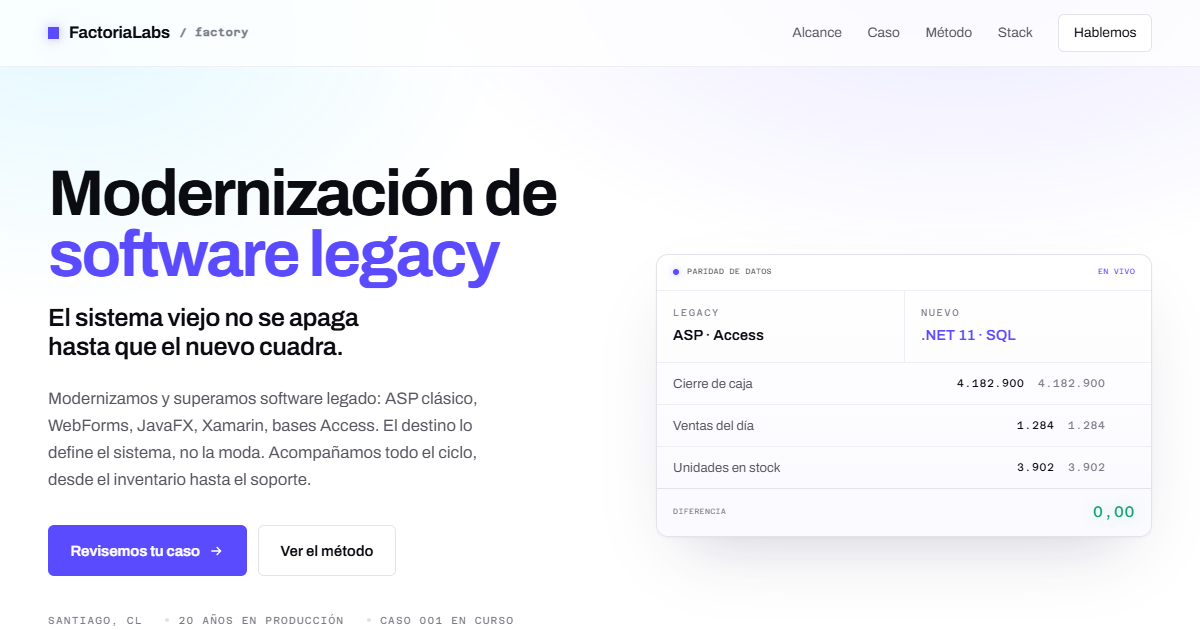 FactoriaLabs / factory
Alcance Caso Método Stack Hablemos
Modernización de
software legacy
El sistema viejo no se apaga
hasta que el nuevo cuadra.
Modernizamos y superamos software legado: ASP clásico,
WebForms, JavaFX, Xamarin, bases Access. El destino lo
define el sistema, no la moda. Acompañamos todo el ciclo,
desde el inventario hasta el soporte.
Revisemos tu caso → Ver el método
SANTIAGO, CL • 20 AÑOS EN PRODUCCIÓN • CASO 001 EN CURSO
PARIDAD DE DATOS EN VIVO
LEGACY NUEVO
ASP · Access .NET 11 · SQL
Cierre de caja 4.182.900 4.182.900
Ventas del día 1.284 1.284
Unidades en stock 3.902 3.902
DIFERENCIA 0,00